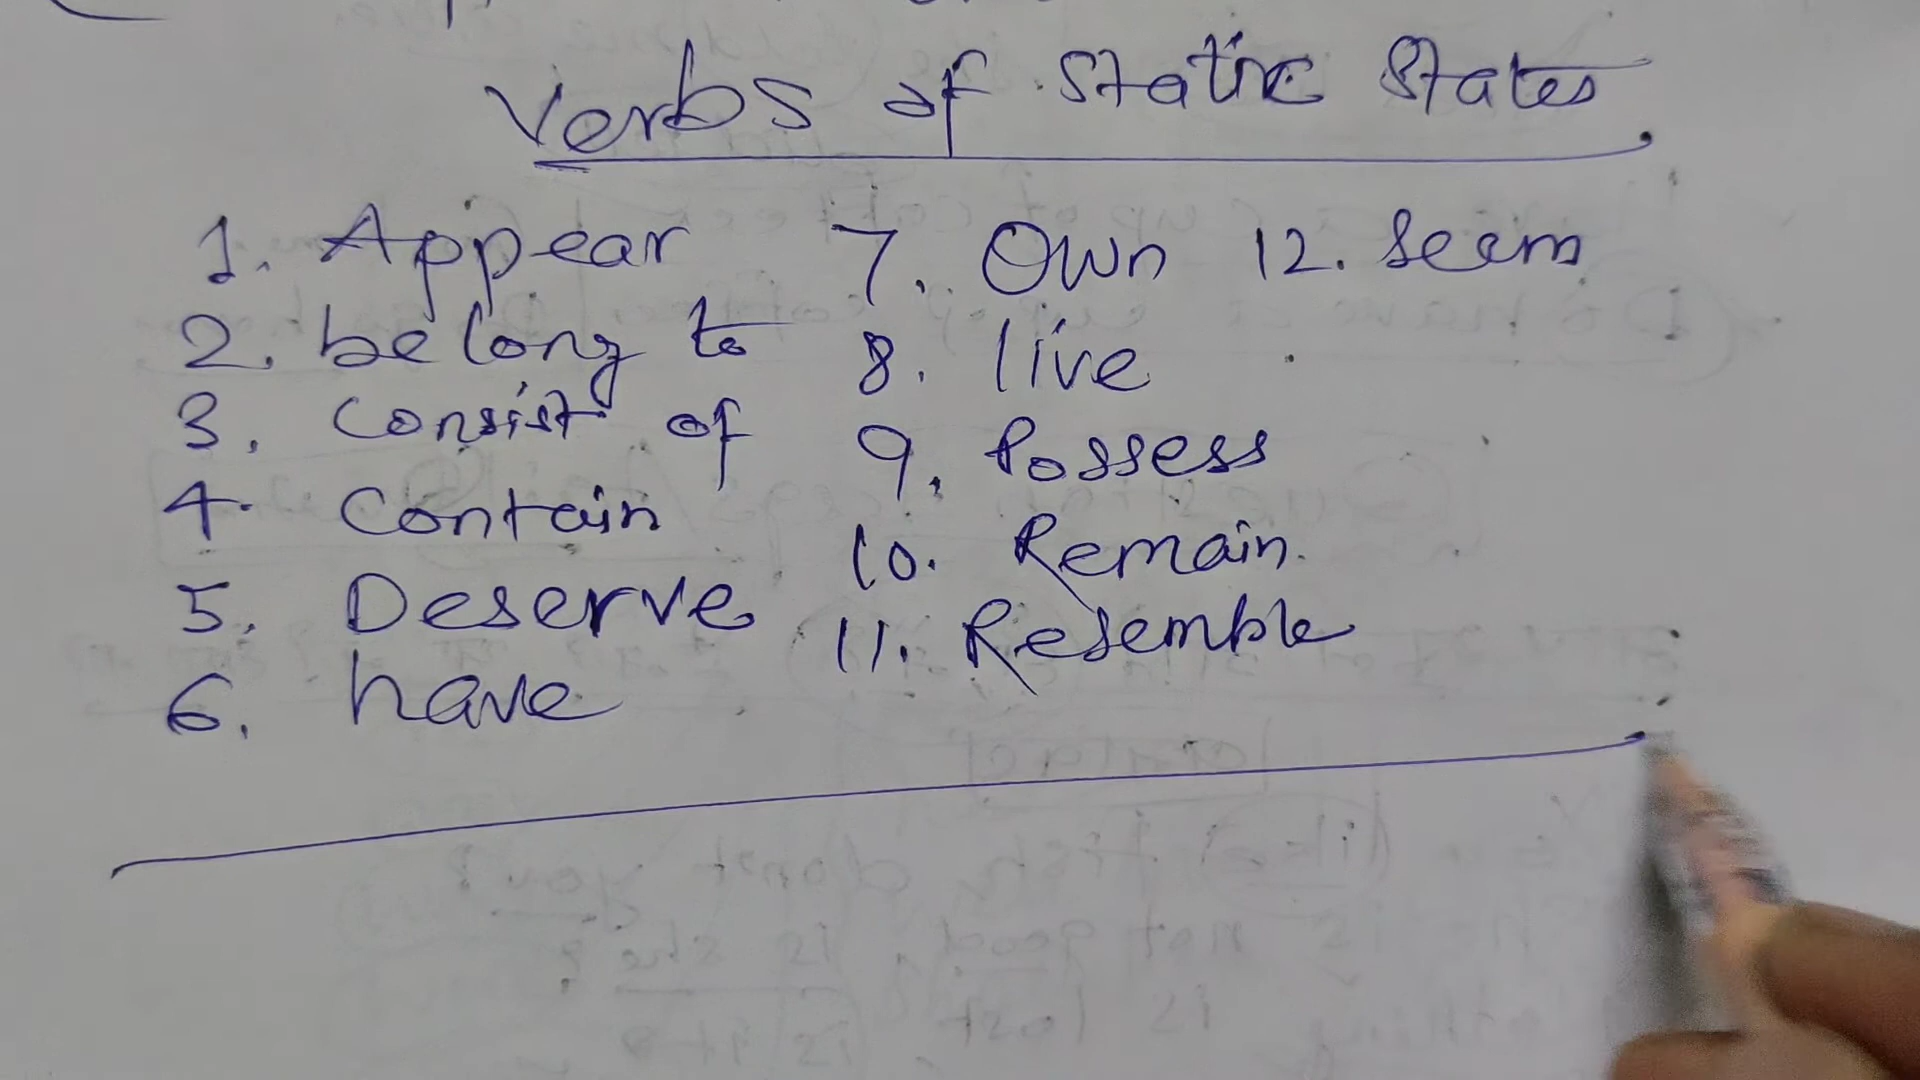 Verbs of Static States
1. Appear
2. belong to
3. Consist of
4. Contain
5. Deserve
6. have
7. Own
8. live
9. Possess
10. Remain.
11. Resemble
12. Seem